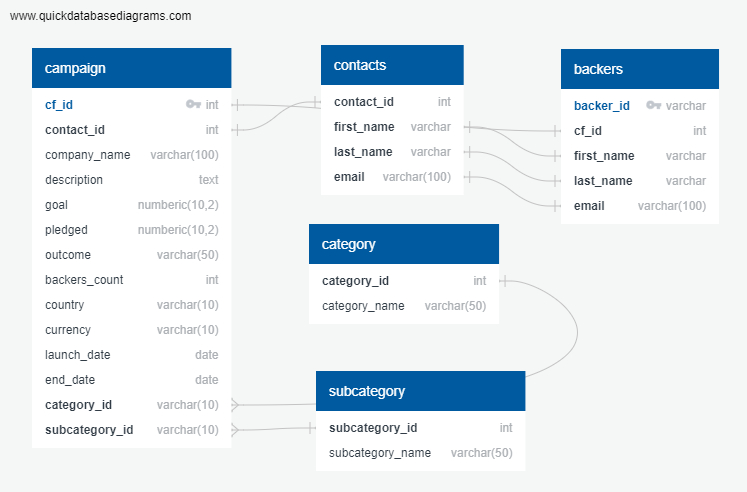 www.quickdatabasediagrams.com
campaign
cf_id int
contact_id int
company_name varchar(100)
description text
goal numberic(10,2)
pledged numberic(10,2)
outcome varchar(50)
backers_count int
country varchar(10)
currency varchar(10)
launch_date date
end_date date
category_id varchar(10)
subcategory_id varchar(10)
contacts
contact_id int
first_name varchar
last_name varchar
email varchar(100)
backers
backer_id varchar
cf_id int
first_name varchar
last_name varchar
email varchar(100)
category
category_id int
category_name varchar(50)
subcategory
subcategory_id int
subcategory_name varchar(50)